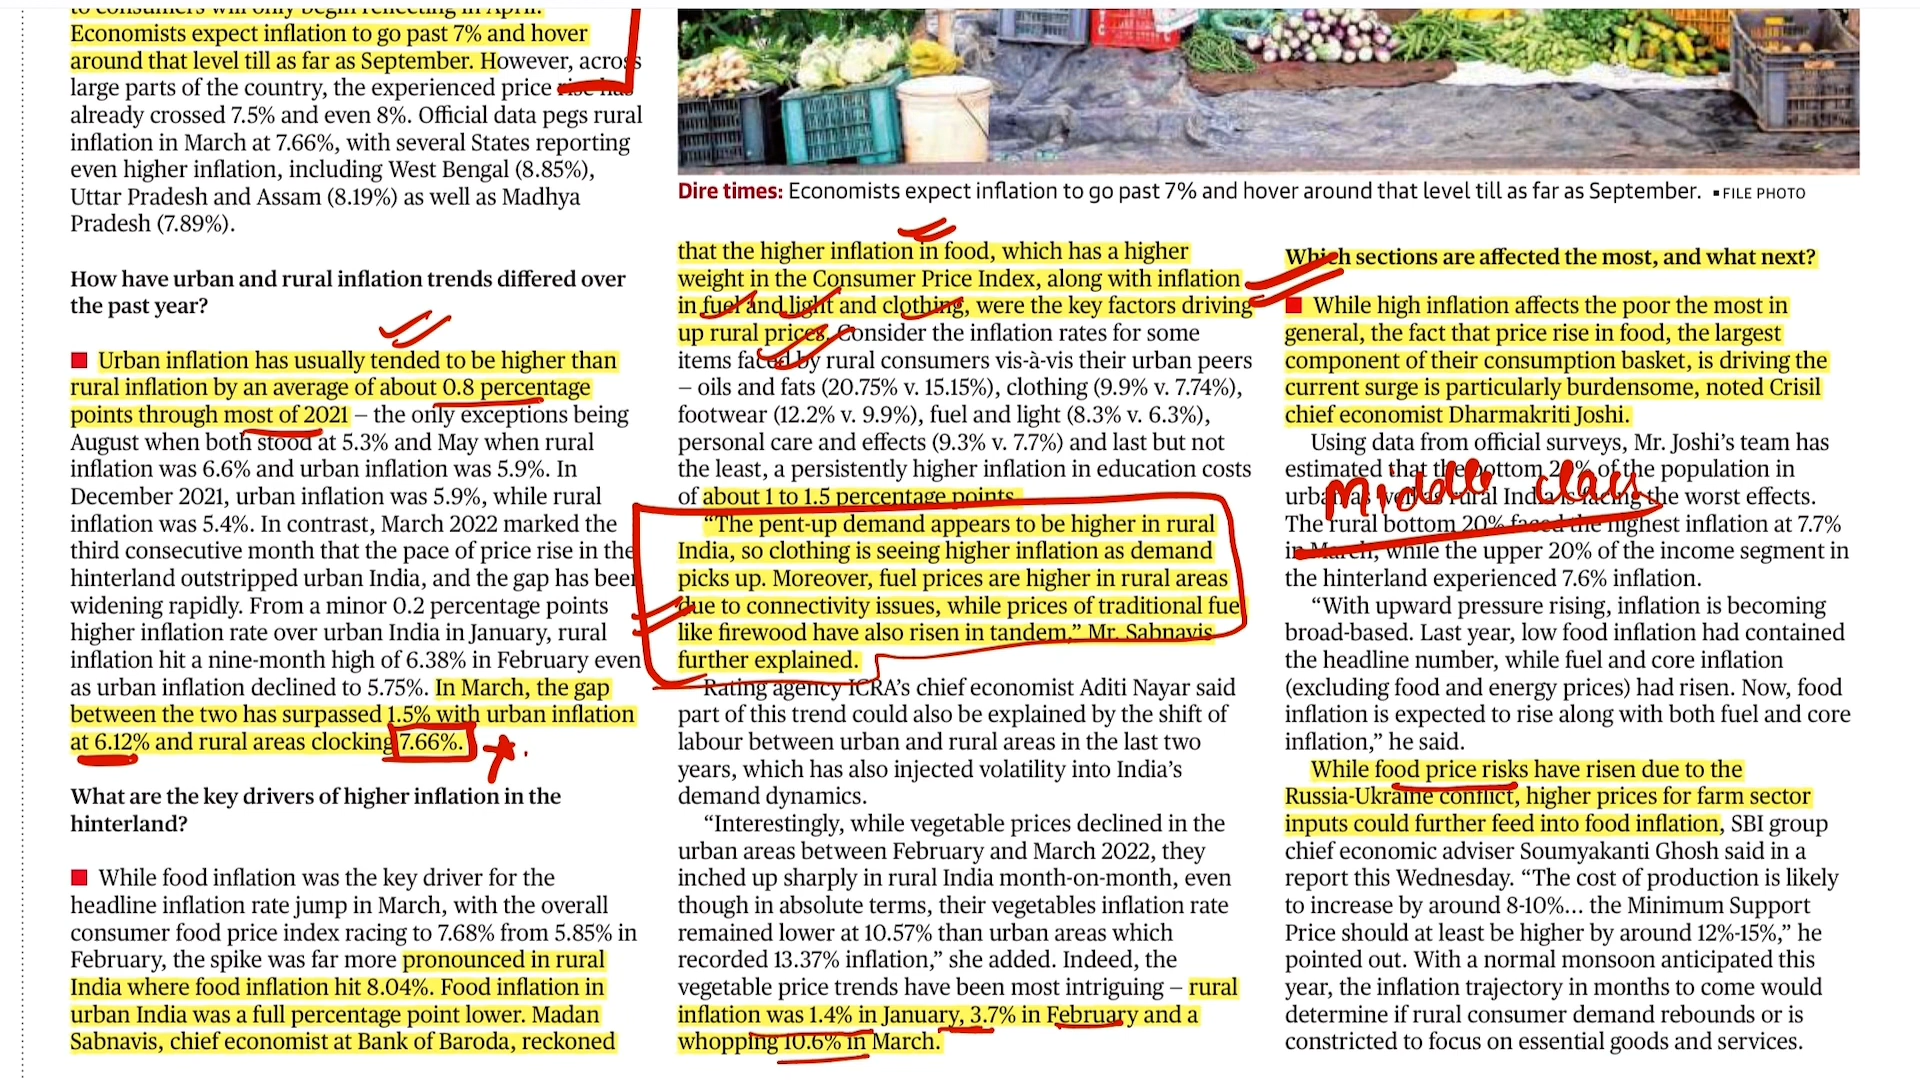 to consumers will only begin reflecting in April.
Economists expect inflation to go past 7% and hover
around that level till as far as September. However, across
large parts of the country, the experienced price rise has
already crossed 7.5% and even 8%. Official data pegs rural
inflation in March at 7.66%, with several States reporting
even higher inflation, including West Bengal (8.85%),
Uttar Pradesh and Assam (8.19%) as well as Madhya
Pradesh (7.89%).
How have urban and rural inflation trends differed over
the past year?
■ Urban inflation has usually tended to be higher than
rural inflation by an average of about 0.8 percentage
points through most of 2021 – the only exceptions being
August when both stood at 5.3% and May when rural
inflation was 6.6% and urban inflation was 5.9%. In
December 2021, urban inflation was 5.9%, while rural
inflation was 5.4%. In contrast, March 2022 marked the
third consecutive month that the pace of price rise in the
hinterland outstripped urban India, and the gap has been
widening rapidly. From a minor 0.2 percentage points
higher inflation rate over urban India in January, rural
inflation hit a nine-month high of 6.38% in February even
as urban inflation declined to 5.75%. In March, the gap
between the two has surpassed 1.5% with urban inflation
at 6.12% and rural areas clocking 7.66%.
What are the key drivers of higher inflation in the
hinterland?
■ While food inflation was the key driver for the
headline inflation rate jump in March, with the overall
consumer food price index racing to 7.68% from 5.85% in
February, the spike was far more pronounced in rural
India where food inflation hit 8.04%. Food inflation in
urban India was a full percentage point lower. Madan
Sabnavis, chief economist at Bank of Baroda, reckoned
Dire times: Economists expect inflation to go past 7% and hover around that level till as far as September. ▪FILE PHOTO
that the higher inflation in food, which has a higher
weight in the Consumer Price Index, along with inflation
in fuel and light and clothing, were the key factors driving
up rural prices. Consider the inflation rates for some
items faced by rural consumers vis-à-vis their urban peers
– oils and fats (20.75% v. 15.15%), clothing (9.9% v. 7.74%),
footwear (12.2% v. 9.9%), fuel and light (8.3% v. 6.3%),
personal care and effects (9.3% v. 7.7%) and last but not
the least, a persistently higher inflation in education costs
of about 1 to 1.5 percentage points.
“The pent-up demand appears to be higher in rural
India, so clothing is seeing higher inflation as demand
picks up. Moreover, fuel prices are higher in rural areas
due to connectivity issues, while prices of traditional fuel
like firewood have also risen in tandem,” Mr. Sabnavis
further explained.
Rating agency ICRA’s chief economist Aditi Nayar said
part of this trend could also be explained by the shift of
labour between urban and rural areas in the last two
years, which has also injected volatility into India’s
demand dynamics.
“Interestingly, while vegetable prices declined in the
urban areas between February and March 2022, they
inched up sharply in rural India month-on-month, even
though in absolute terms, their vegetables inflation rate
remained lower at 10.57% than urban areas which
recorded 13.37% inflation,” she added. Indeed, the
vegetable price trends have been most intriguing – rural
inflation was 1.4% in January, 3.7% in February and a
whopping 10.6% in March.
Which sections are affected the most, and what next?
■ While high inflation affects the poor the most in
general, the fact that price rise in food, the largest
component of their consumption basket, is driving the
current surge is particularly burdensome, noted Crisil
chief economist Dharmakriti Joshi.
Using data from official surveys, Mr. Joshi’s team has
estimated that the bottom 20% of the population in
urban as well as rural India is facing the worst effects.
Middle class
The rural bottom 20% faced the highest inflation at 7.7%
in March, while the upper 20% of the income segment in
the hinterland experienced 7.6% inflation.
“With upward pressure rising, inflation is becoming
broad-based. Last year, low food inflation had contained
the headline number, while fuel and core inflation
(excluding food and energy prices) had risen. Now, food
inflation is expected to rise along with both fuel and core
inflation,” he said.
While food price risks have risen due to the
Russia-Ukraine conflict, higher prices for farm sector
inputs could further feed into food inflation, SBI group
chief economic adviser Soumyakanti Ghosh said in a
report this Wednesday. “The cost of production is likely
to increase by around 8-10%... the Minimum Support
Price should at least be higher by around 12%-15%,” he
pointed out. With a normal monsoon anticipated this
year, the inflation trajectory in months to come would
determine if rural consumer demand rebounds or is
constricted to focus on essential goods and services.